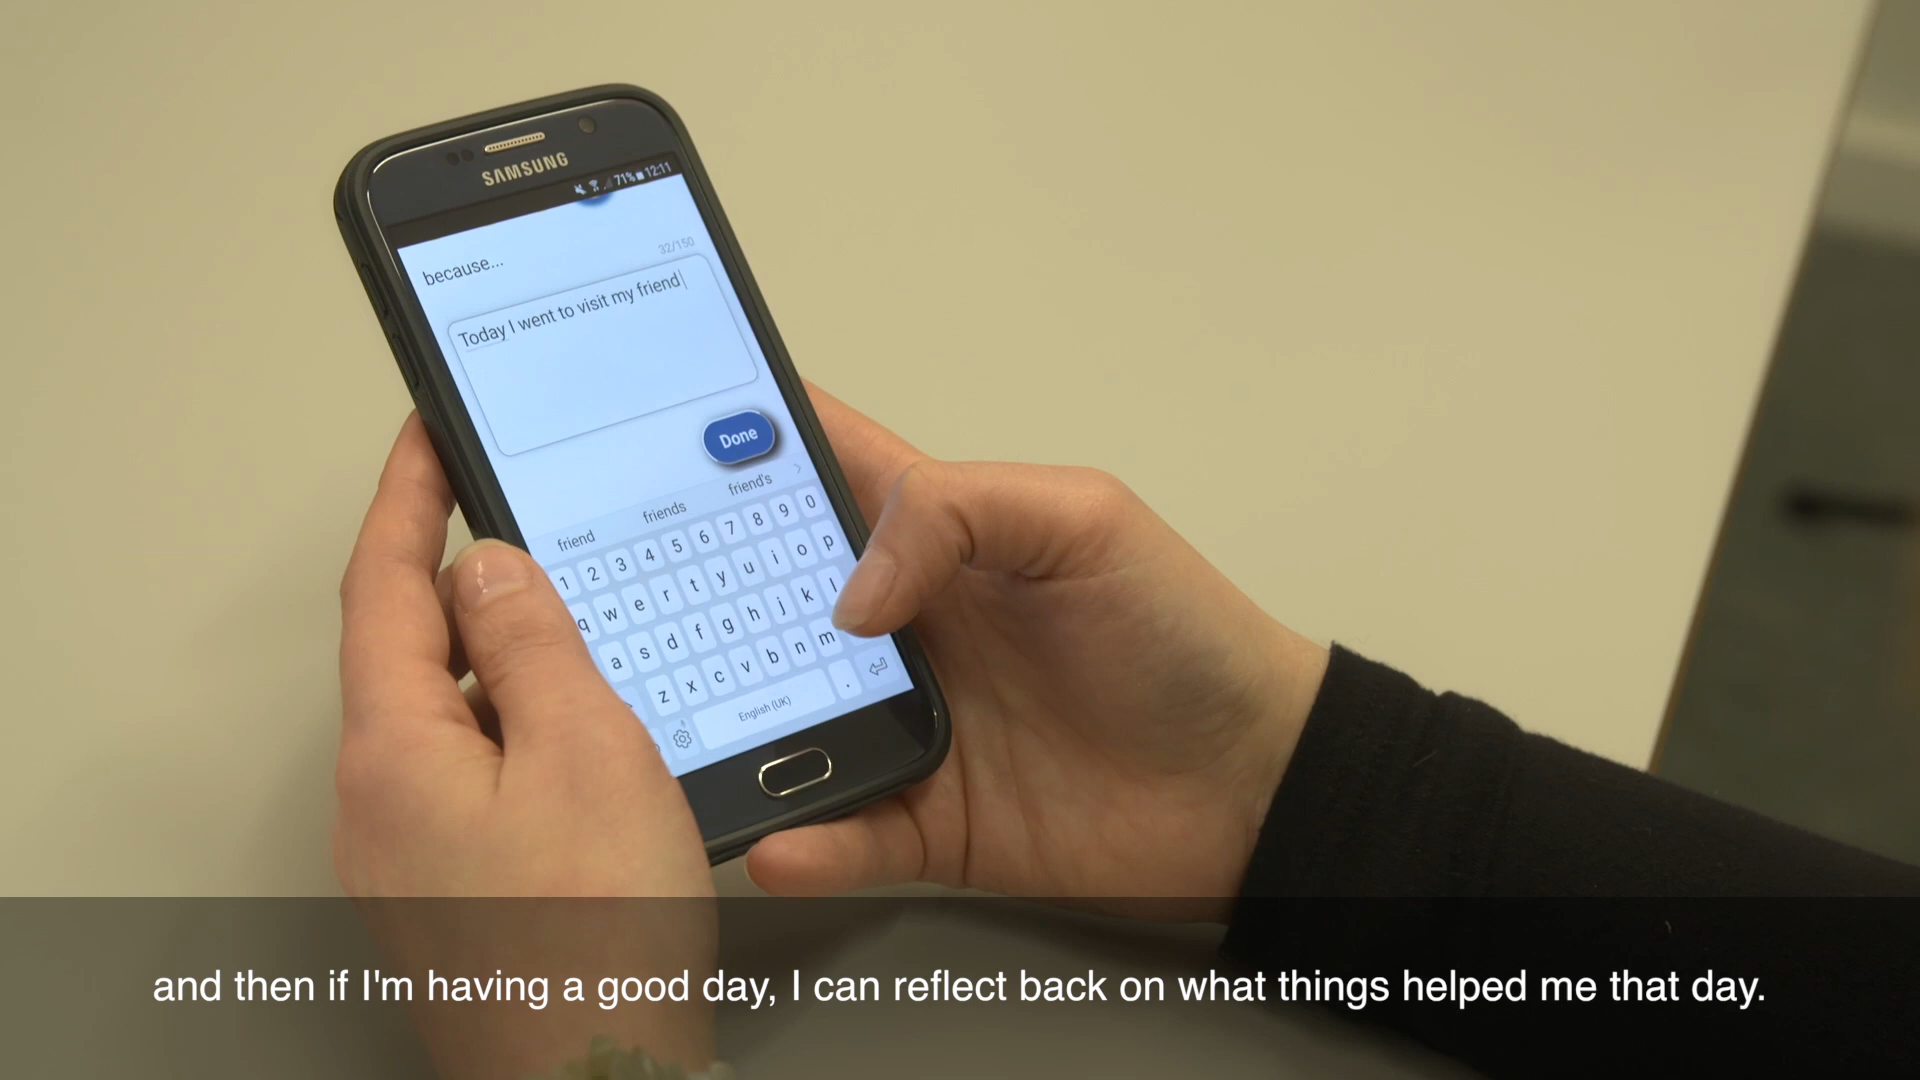 SAMSUNG
71% 12:11
32/150
because...
Today I went to visit my friend
Done
friend friends friend's
1 2 3 4 5 6 7 8 9 0
q w e r t y u i o p
a s d f g h j k l
z x c v b n m
English (UK) .
and then if I'm having a good day, I can reflect back on what things helped me that day.